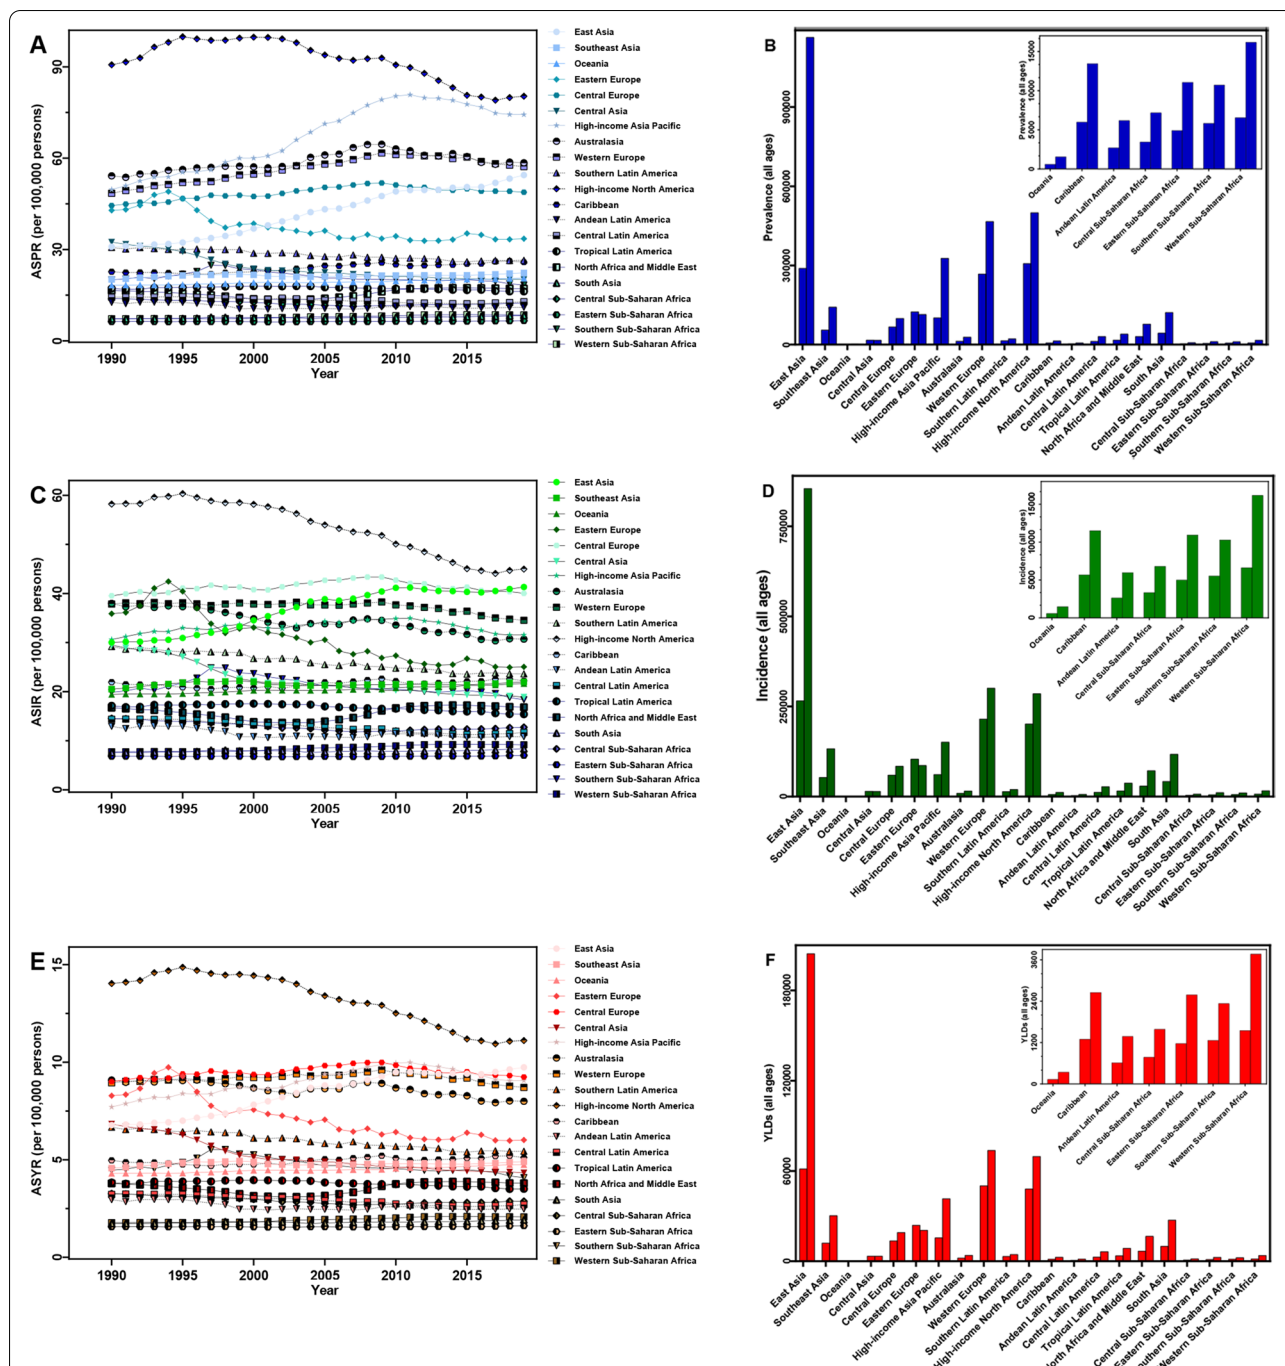 A
ASPR (per 100,000 persons)
90
60
30
0
1990
1995
2000
2005
2010
2015
Year
East Asia
Southeast Asia
Oceania
Eastern Europe
Central Europe
Central Asia
High-income Asia Pacific
Australasia
Western Europe
Southern Latin America
High-income North America
Caribbean
Andean Latin America
Central Latin America
Tropical Latin America
North Africa and Middle East
South Asia
Central Sub-Saharan Africa
Eastern Sub-Saharan Africa
Southern Sub-Saharan Africa
Western Sub-Saharan Africa
B
Prevalence (all ages)
900000
600000
300000
0
East Asia
Southeast Asia
Oceania
Central Asia
Central Europe
Eastern Europe
High-income Asia Pacific
Australasia
Western Europe
Southern Latin America
High-income North America
Caribbean
Andean Latin America
Central Latin America
Tropical Latin America
North Africa and Middle East
South Asia
Central Sub-Saharan Africa
Eastern Sub-Saharan Africa
Southern Sub-Saharan Africa
Western Sub-Saharan Africa
Prevalence (all ages)
15000
10000
5000
0
Oceania
Caribbean
Andean Latin America
Central Sub-Saharan Africa
Eastern Sub-Saharan Africa
Southern Sub-Saharan Africa
Western Sub-Saharan Africa
C
ASIR (per 100,000 persons)
60
40
20
0
1990
1995
2000
2005
2010
2015
Year
East Asia
Southeast Asia
Oceania
Eastern Europe
Central Europe
Central Asia
High-income Asia Pacific
Australasia
Western Europe
Southern Latin America
High-income North America
Caribbean
Andean Latin America
Central Latin America
Tropical Latin America
North Africa and Middle East
South Asia
Central Sub-Saharan Africa
Eastern Sub-Saharan Africa
Southern Sub-Saharan Africa
Western Sub-Saharan Africa
D
Incidence (all ages)
750000
500000
250000
0
East Asia
Southeast Asia
Oceania
Central Asia
Central Europe
Eastern Europe
High-income Asia Pacific
Australasia
Western Europe
Southern Latin America
High-income North America
Caribbean
Andean Latin America
Central Latin America
Tropical Latin America
North Africa and Middle East
South Asia
Central Sub-Saharan Africa
Eastern Sub-Saharan Africa
Southern Sub-Saharan Africa
Western Sub-Saharan Africa
Incidence (all ages)
15000
10000
5000
0
Oceania
Caribbean
Andean Latin America
Central Sub-Saharan Africa
Eastern Sub-Saharan Africa
Southern Sub-Saharan Africa
Western Sub-Saharan Africa
E
ASYR (per 100,000 persons)
15
10
5
0
1990
1995
2000
2005
2010
2015
Year
East Asia
Southeast Asia
Oceania
Eastern Europe
Central Europe
Central Asia
High-income Asia Pacific
Australasia
Western Europe
Southern Latin America
High-income North America
Caribbean
Andean Latin America
Central Latin America
Tropical Latin America
North Africa and Middle East
South Asia
Central Sub-Saharan Africa
Eastern Sub-Saharan Africa
Southern Sub-Saharan Africa
Western Sub-Saharan Africa
F
YLDs (all ages)
180000
120000
60000
0
East Asia
Southeast Asia
Oceania
Central Asia
Central Europe
Eastern Europe
High-income Asia Pacific
Australasia
Western Europe
Southern Latin America
High-income North America
Caribbean
Andean Latin America
Central Latin America
Tropical Latin America
Africa and Middle East
South Asia
Central Sub-Saharan Africa
Eastern Sub-Saharan Africa
Sub-Saharan Africa
Sub-Saharan Africa
YLDs (all ages)
3600
2400
1200
0
Oceania
Caribbean
Andean Latin America
Central Sub-Saharan Africa
Eastern Sub-Saharan Africa
Southern Sub-Saharan Africa
Western Sub-Saharan Africa